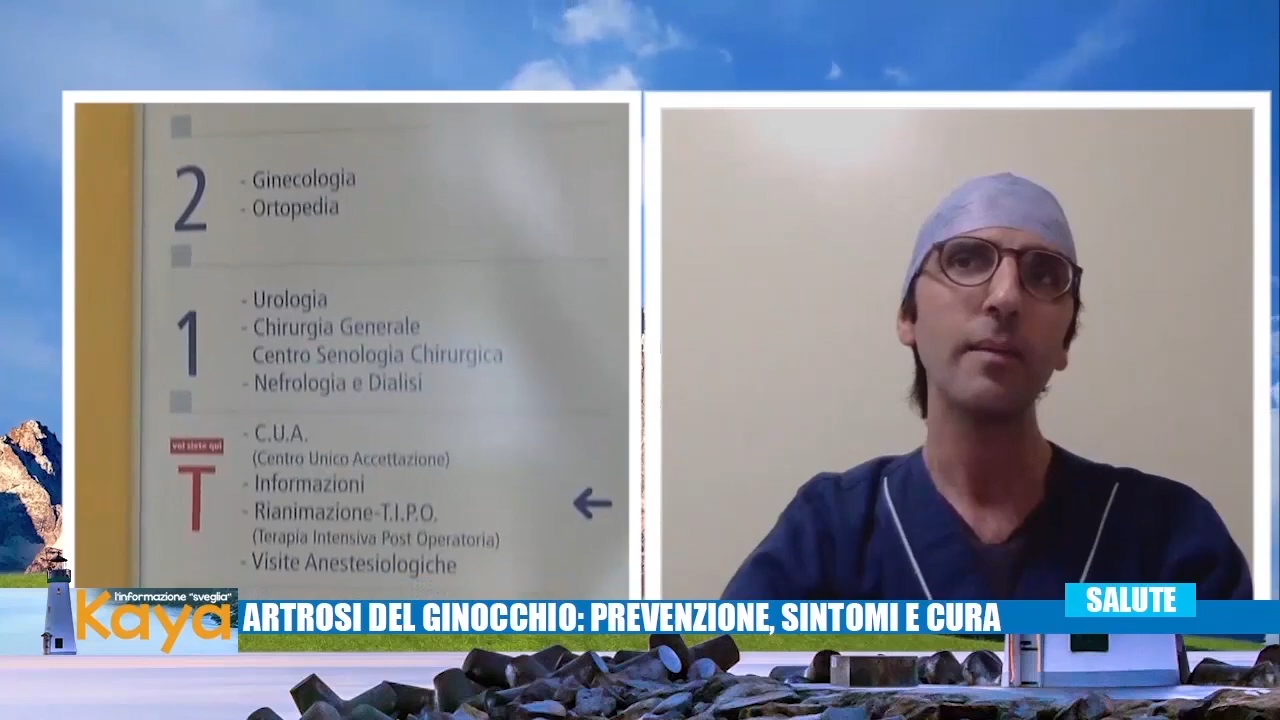 2
- Ginecologia
- Ortopedia
1
- Urologia
- Chirurgia Generale
Centro Senologia Chirurgica
- Nefrologia e Dialisi
voi siete qui
T
- C.U.A.
(Centro Unico Accettazione)
- Informazioni
- Rianimazione-T.I.P.O.
(Terapia Intensiva Post Operatoria)
- Visite Anestesiologiche
SALUTE
l'informazione "sveglia"
Kaya
ARTROSI DEL GINOCCHIO: PREVENZIONE, SINTOMI E CURA